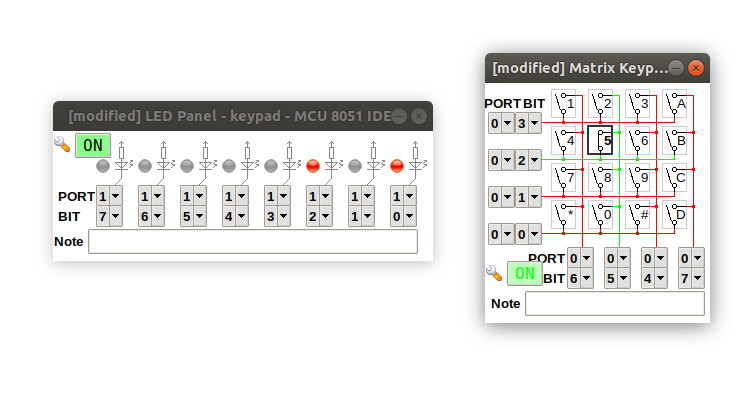 [modified] LED Panel - keypad - MCU 8051 IDE
ON
PORT 1 1 1 1 1 1 1 1
BIT 7 6 5 4 3 2 1 0
Note
[modified] Matrix Keyp...
PORT BIT
1 2 3 A
0 3
4 5 6 B
0 2
7 8 9 C
0 1
* 0 # D
0 0
PORT 0 0 0 0
ON
BIT 6 5 4 7
Note